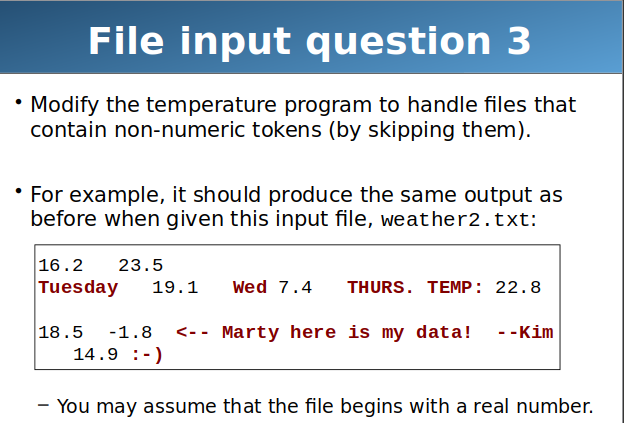 File input question 3
• Modify the temperature program to handle files that
contain non-numeric tokens (by skipping them).
• For example, it should produce the same output as
before when given this input file, weather2.txt:
16.2   23.5
Tuesday   19.1   Wed 7.4   THURS. TEMP: 22.8
18.5  -1.8  <-- Marty here is my data!  --Kim
   14.9 :-)
– You may assume that the file begins with a real number.